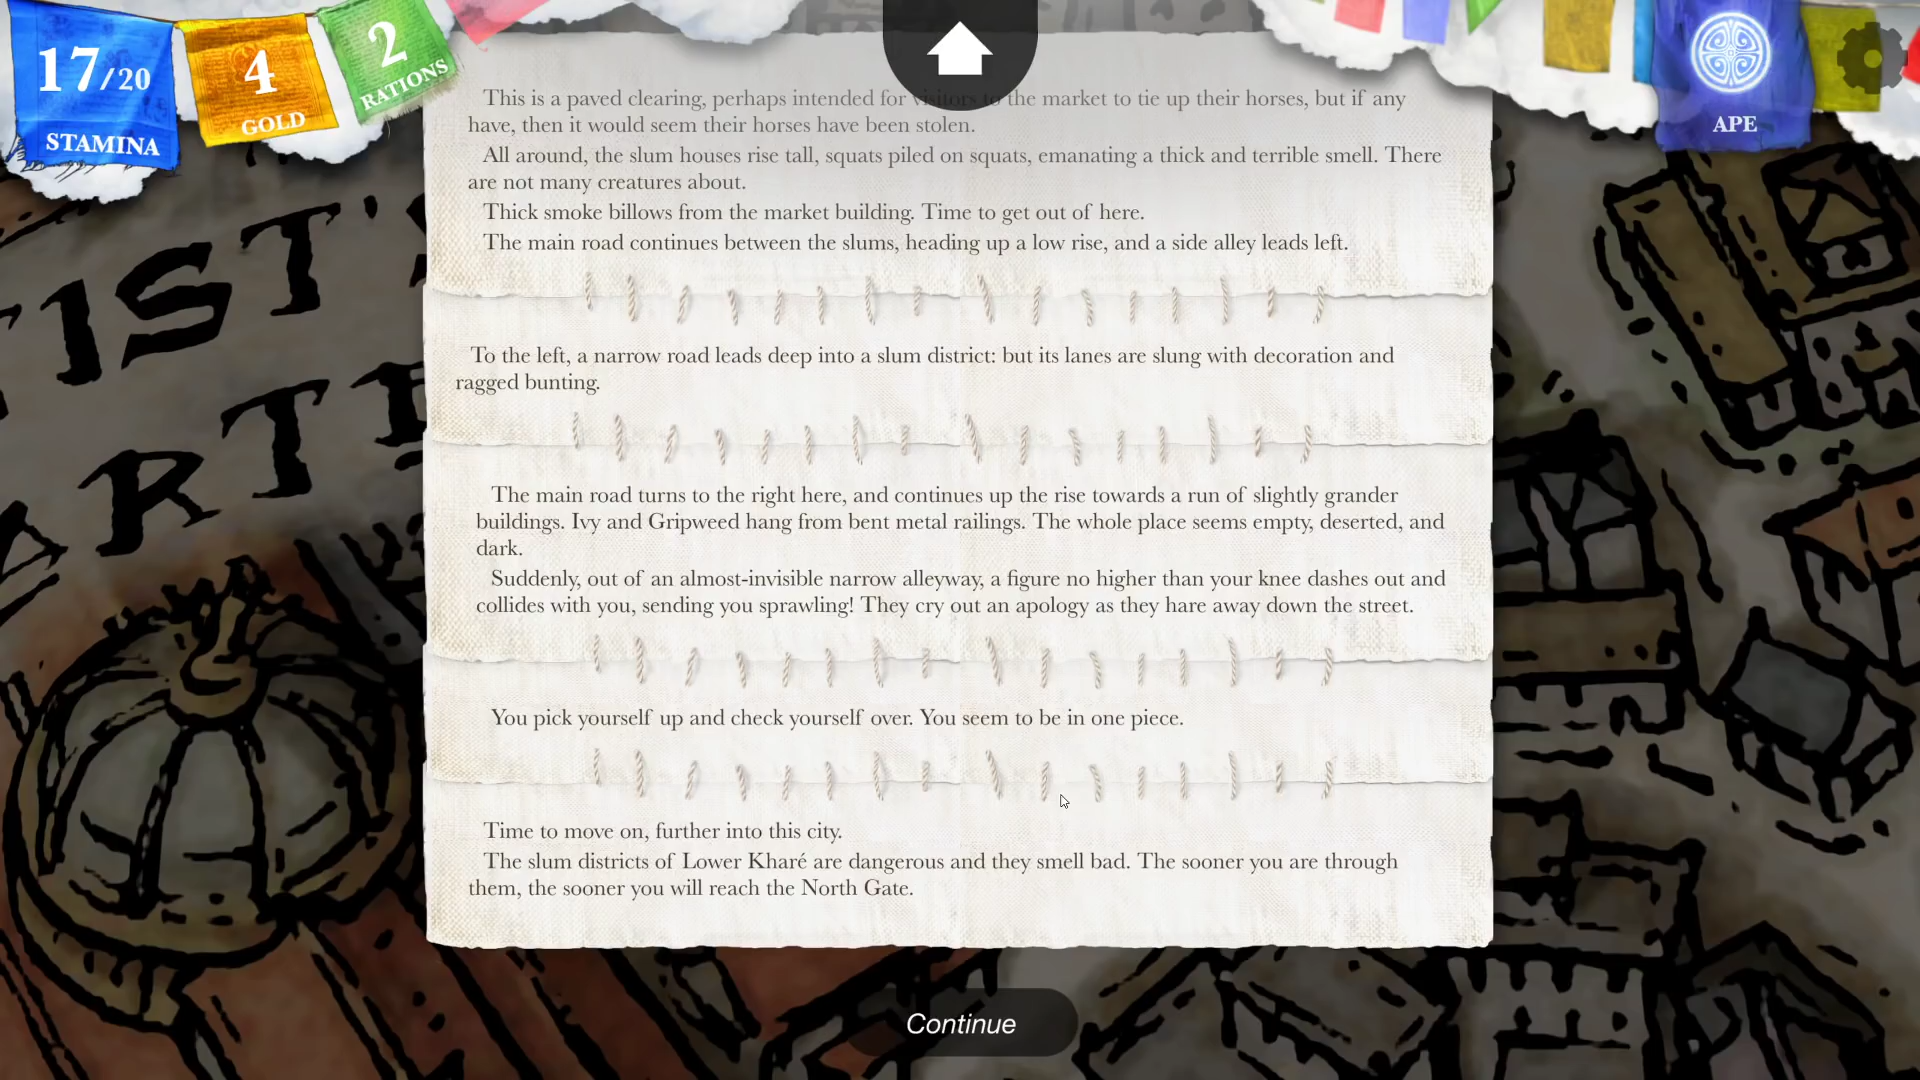 17/20
STAMINA
4
GOLD
2
RATIONS
APE
This is a paved clearing, perhaps intended for visitors to the market to tie up their horses, but if any
have, then it would seem their horses have been stolen.
All around, the slum houses rise tall, squats piled on squats, emanating a thick and terrible smell. There
are not many creatures about.
Thick smoke billows from the market building. Time to get out of here.
The main road continues between the slums, heading up a low rise, and a side alley leads left.
To the left, a narrow road leads deep into a slum district: but its lanes are slung with decoration and
ragged bunting.
The main road turns to the right here, and continues up the rise towards a run of slightly grander
buildings. Ivy and Gripweed hang from bent metal railings. The whole place seems empty, deserted, and
dark.
Suddenly, out of an almost-invisible narrow alleyway, a figure no higher than your knee dashes out and
collides with you, sending you sprawling! They cry out an apology as they hare away down the street.
You pick yourself up and check yourself over. You seem to be in one piece.
Time to move on, further into this city.
The slum districts of Lower Kharé are dangerous and they smell bad. The sooner you are through
them, the sooner you will reach the North Gate.
Continue